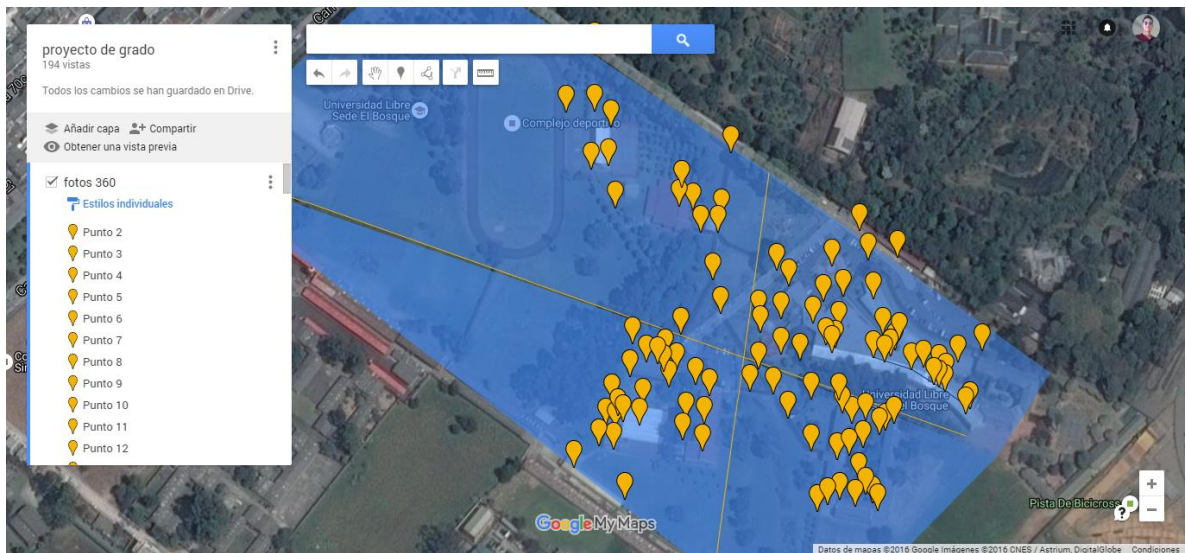 proyecto de grado
194 vistas
Todos los cambios se han guardado en Drive.
Añadir capa Compartir
Obtener una vista previa
fotos 360
Estilos individuales
Punto 2
Punto 3
Punto 4
Punto 5
Punto 6
Punto 7
Punto 8
Punto 9
Punto 10
Punto 11
Punto 12
Universidad Libre
Sede El Bosque
Complejo deportivo
Universidad Libre
El Bosque
Pista De Bicicross
Google My Maps
Datos de mapas ©2016 Google Imágenes ©2016 CNES / Astrium, DigitalGlobe Condiciones